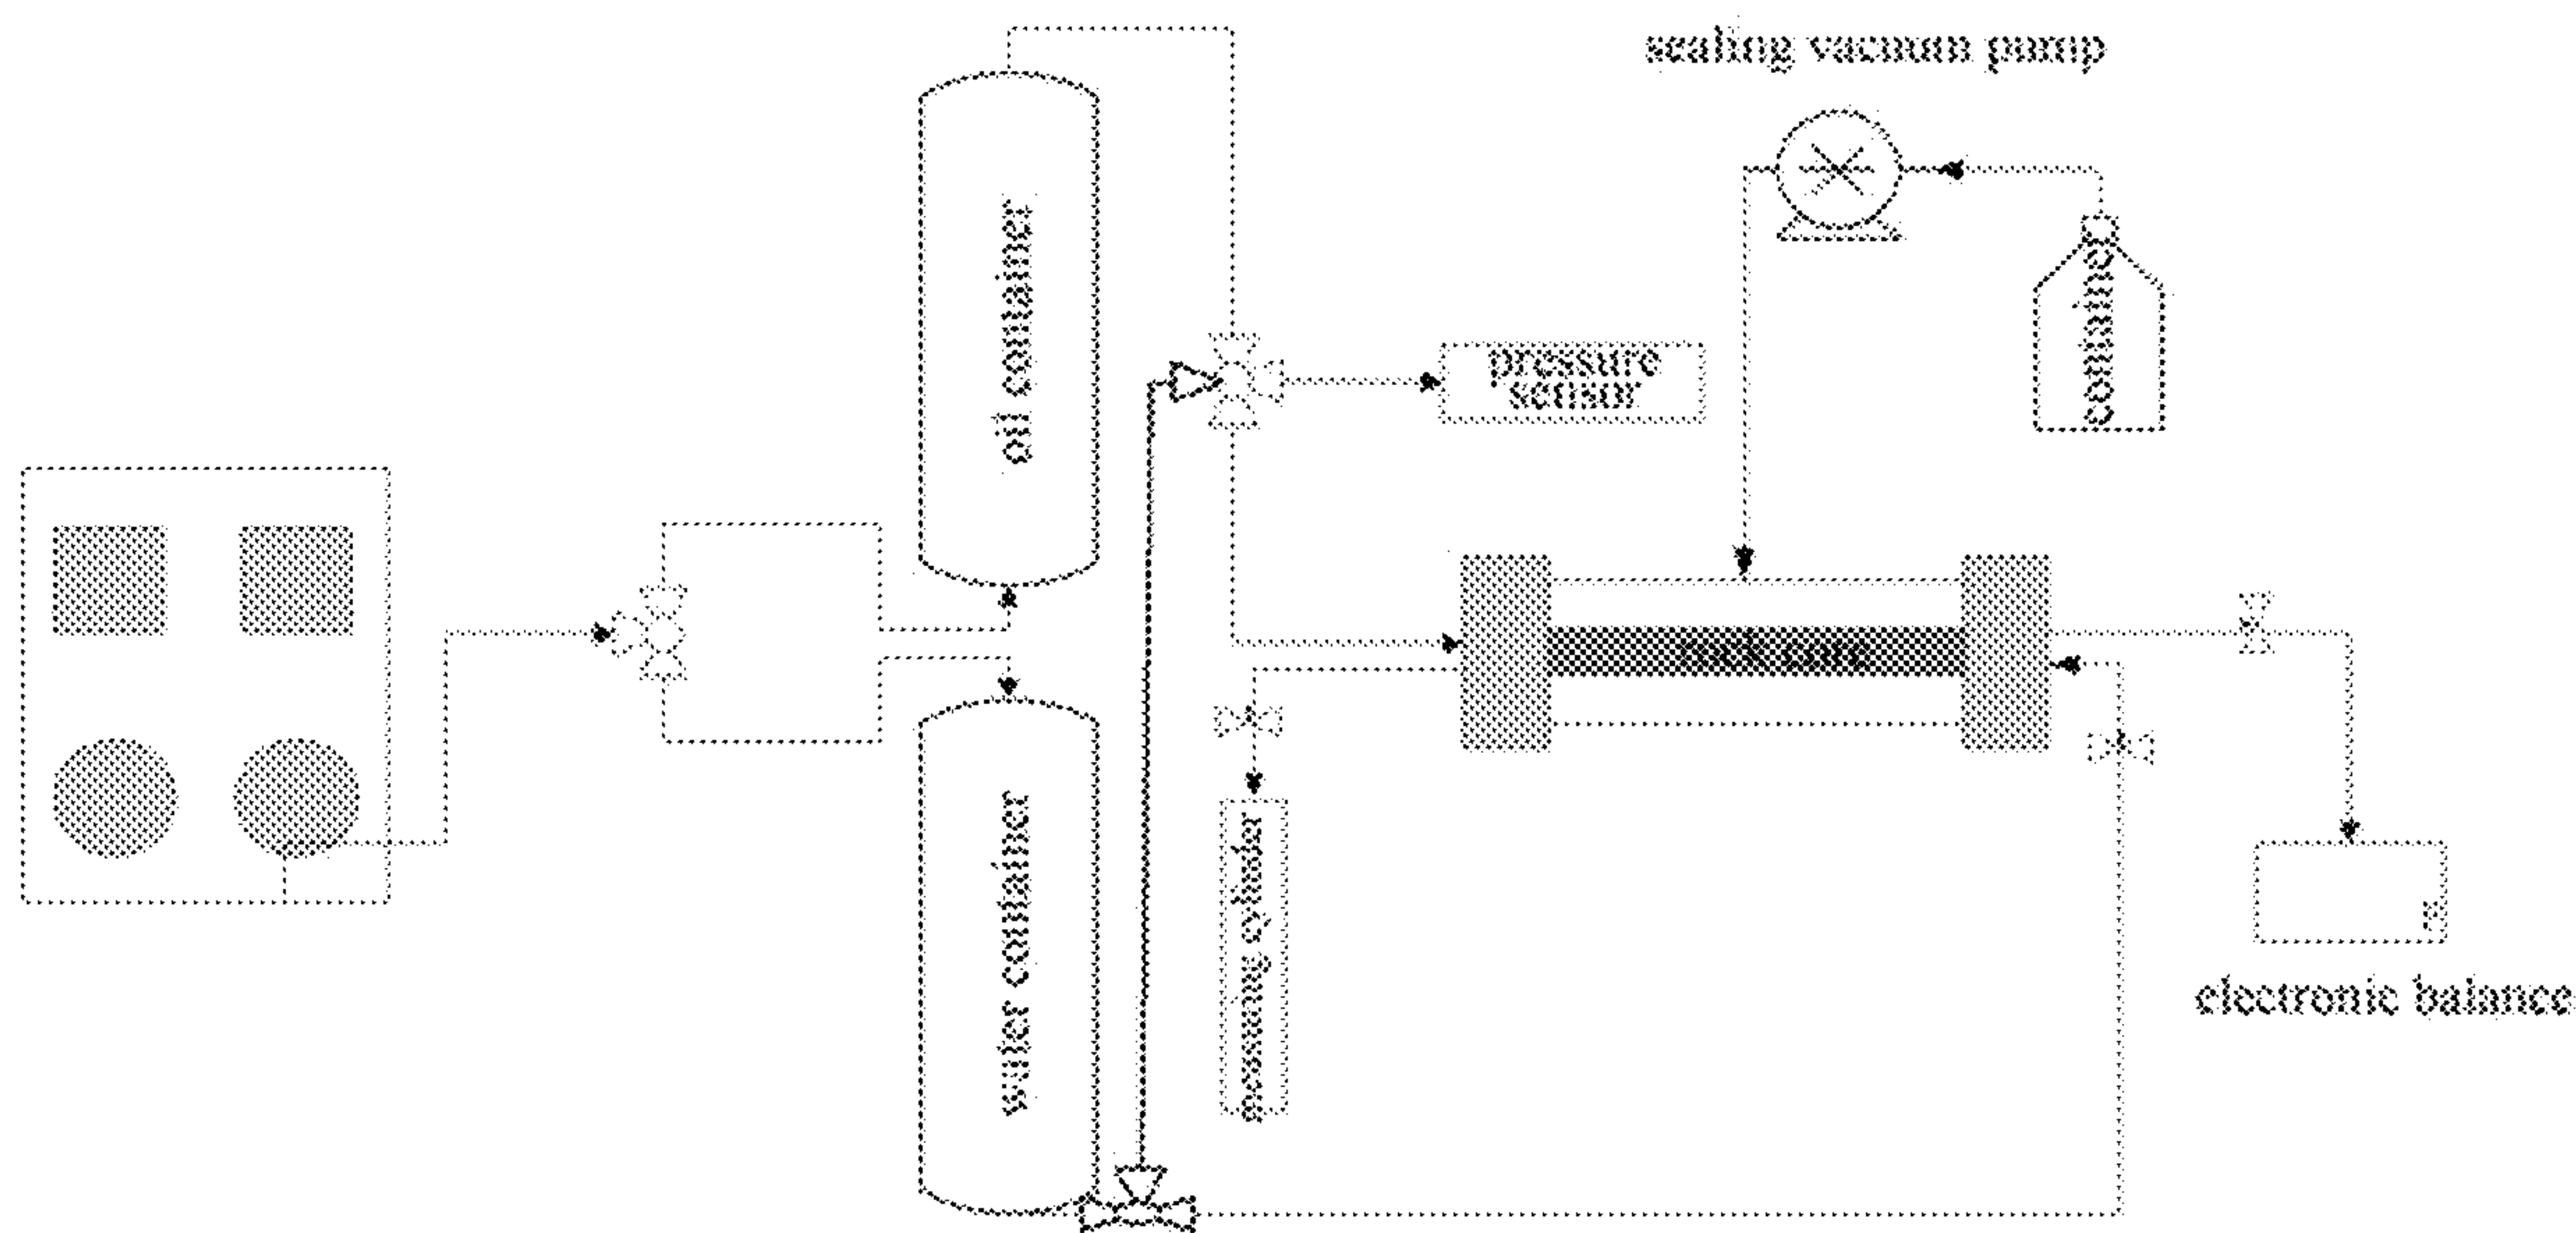 sealing vacuum pump
oil container
container
pressure
sensor
rock core
water container
measuring cylinder
electronic balance